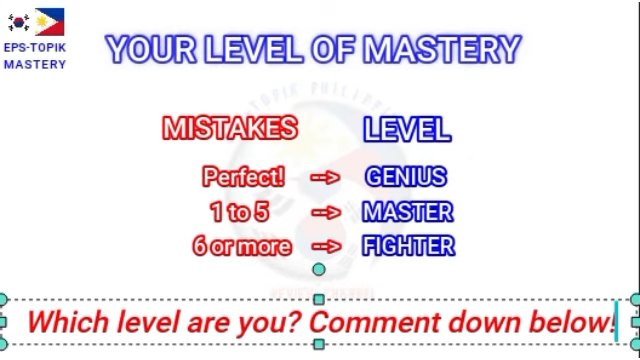 EPS-TOPIK
MASTERY
YOUR LEVEL OF MASTERY
MISTAKES LEVEL
Perfect! --> GENIUS
1 to 5 --> MASTER
6 or more --> FIGHTER
Which level are you? Comment down below!